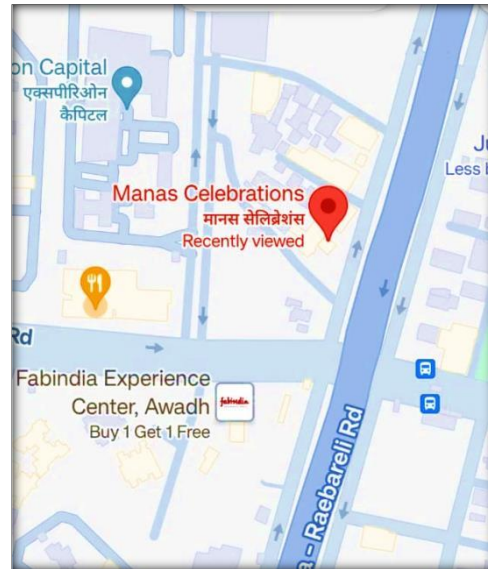 on Capital
एक्सपीरिओन
कैपिटल
Ju
Less b
Manas Celebrations
मानस सेलिब्रेशंस
Recently viewed
Rd
Fabindia Experience
Center, Awadh
Buy 1 Get 1 Free
fabindia
a - Raebareli Rd